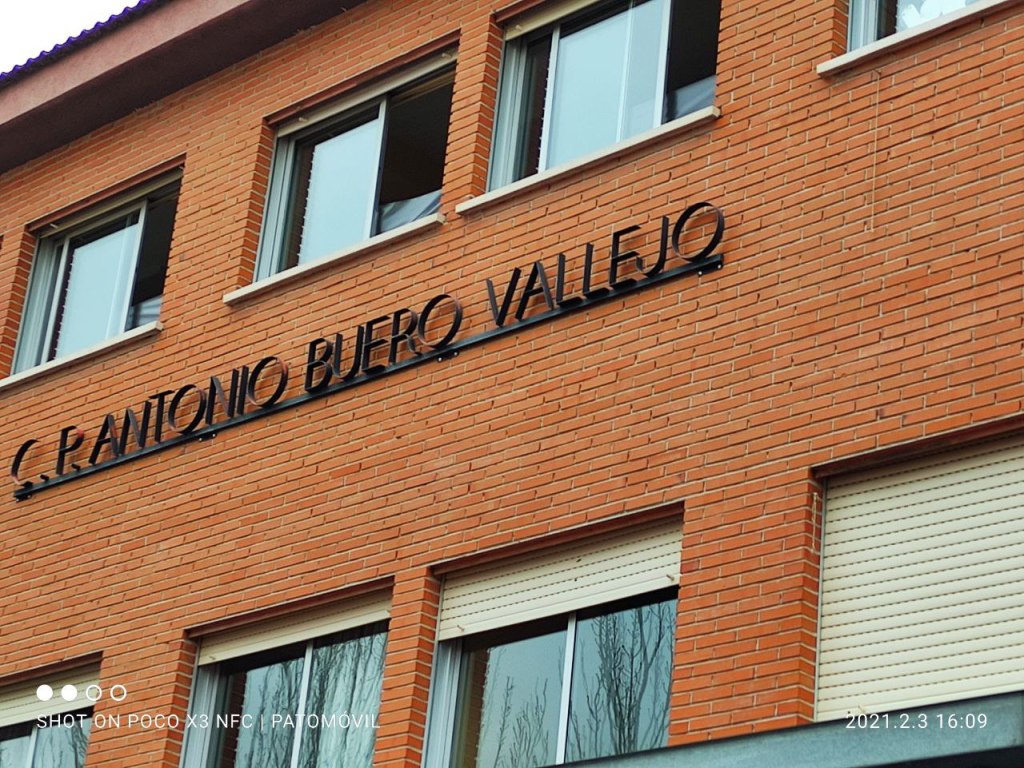 C. P. ANTONIO BUERO VALLEJO
SHOT ON POCO X3 NFC | PATOMÓVIL
2021.2.3 16:09